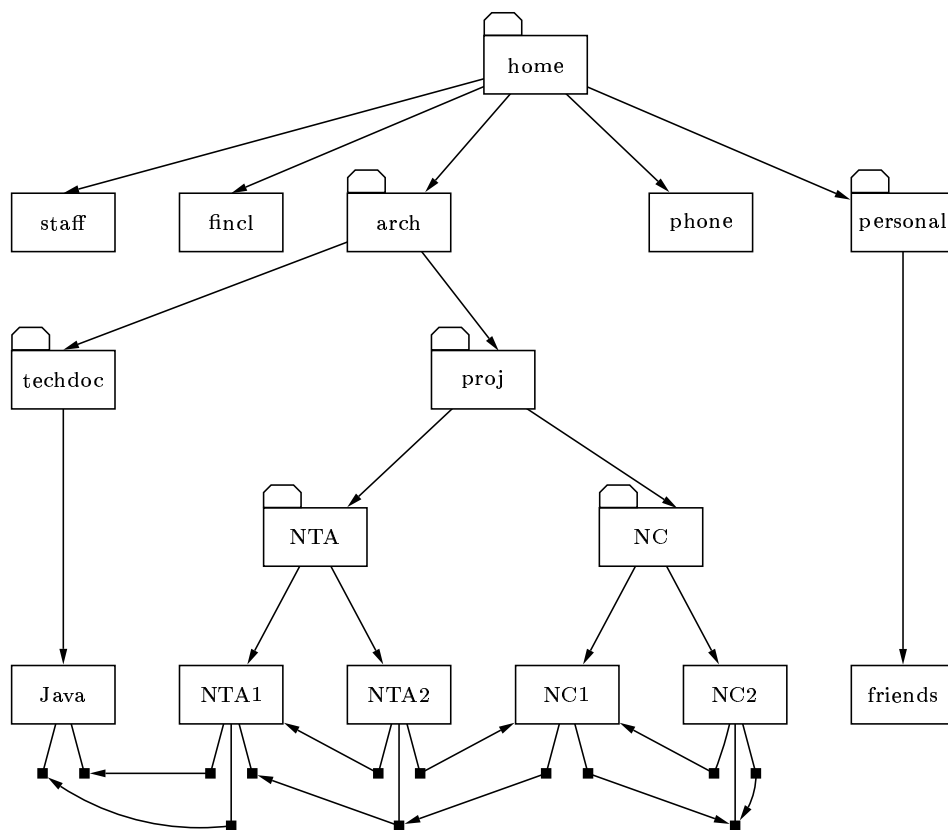 home
staff
fincl
arch
phone
personal
techdoc
proj
NTA
NC
Java
NTA1
NTA2
NC1
NC2
friends